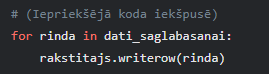 # (Iepriekšējā koda iekšpusē)
for rinda in dati_saglabasanai:
    rakstitajs.writerow(rinda)